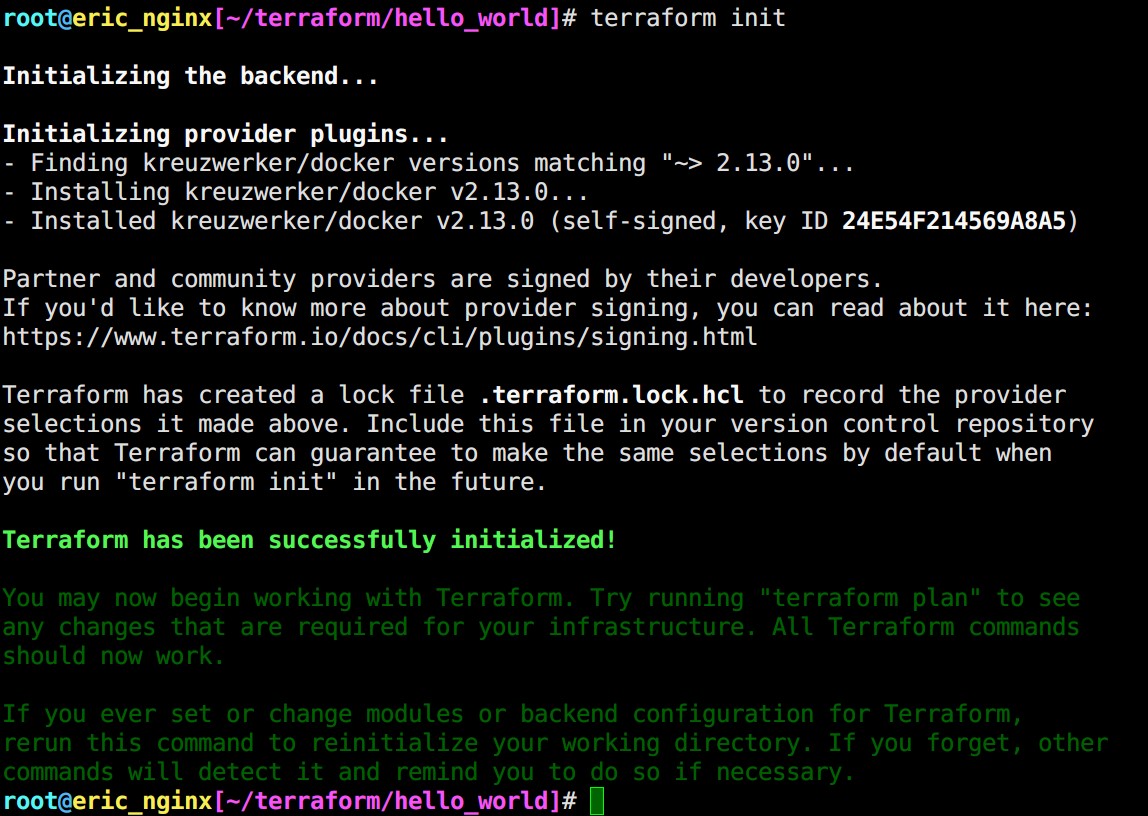 root@eric_nginx[~/terraform/hello_world]# terraform init
Initializing the backend...
Initializing provider plugins...
- Finding kreuzwerker/docker versions matching "~> 2.13.0"...
- Installing kreuzwerker/docker v2.13.0...
- Installed kreuzwerker/docker v2.13.0 (self-signed, key ID 24E54F214569A8A5)
Partner and community providers are signed by their developers.
If you'd like to know more about provider signing, you can read about it here:
https://www.terraform.io/docs/cli/plugins/signing.html
Terraform has created a lock file .terraform.lock.hcl to record the provider
selections it made above. Include this file in your version control repository
so that Terraform can guarantee to make the same selections by default when
you run "terraform init" in the future.
Terraform has been successfully initialized!
You may now begin working with Terraform. Try running "terraform plan" to see
any changes that are required for your infrastructure. All Terraform commands
should now work.
If you ever set or change modules or backend configuration for Terraform,
rerun this command to reinitialize your working directory. If you forget, other
commands will detect it and remind you to do so if necessary.
root@eric_nginx[~/terraform/hello_world]#